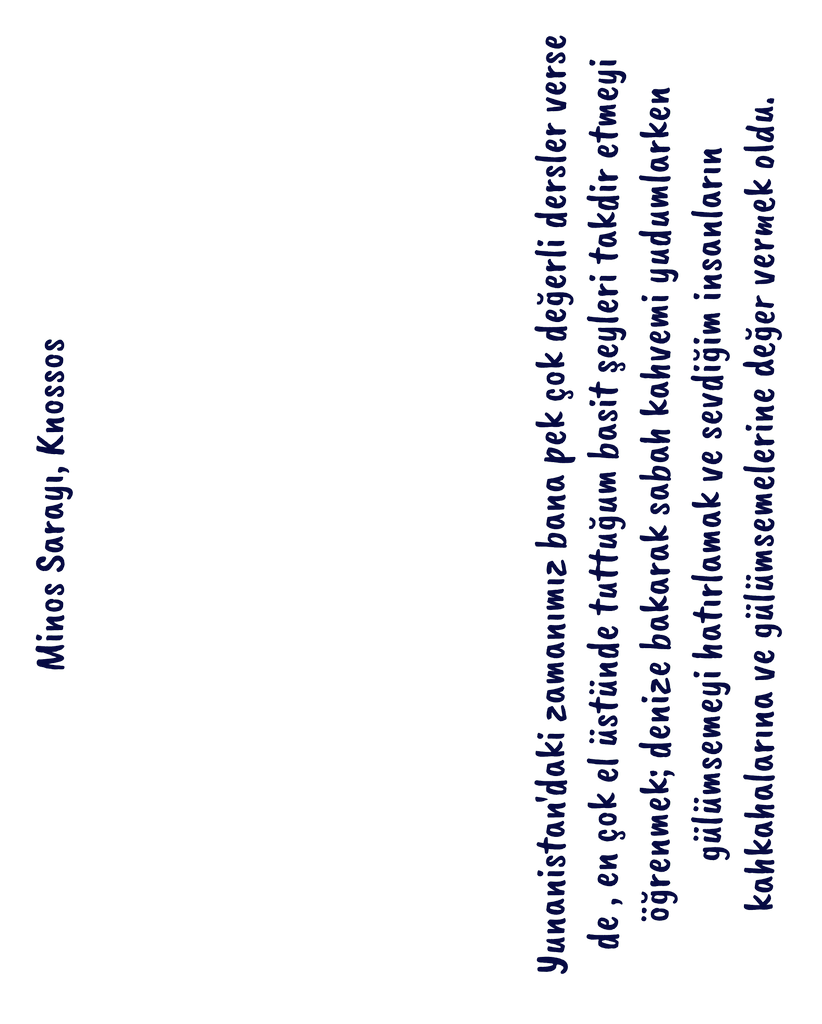 Minos Sarayı, Knossos
Yunanistan'daki zamanımız bana pek çok değerli dersler verse
de , en çok el üstünde tuttuğum basit şeyleri takdir etmeyi
öğrenmek; denize bakarak sabah kahvemi yudumlarken
gülümsemeyi hatırlamak ve sevdiğim insanların
kahkahalarına ve gülümsemelerine değer vermek oldu.